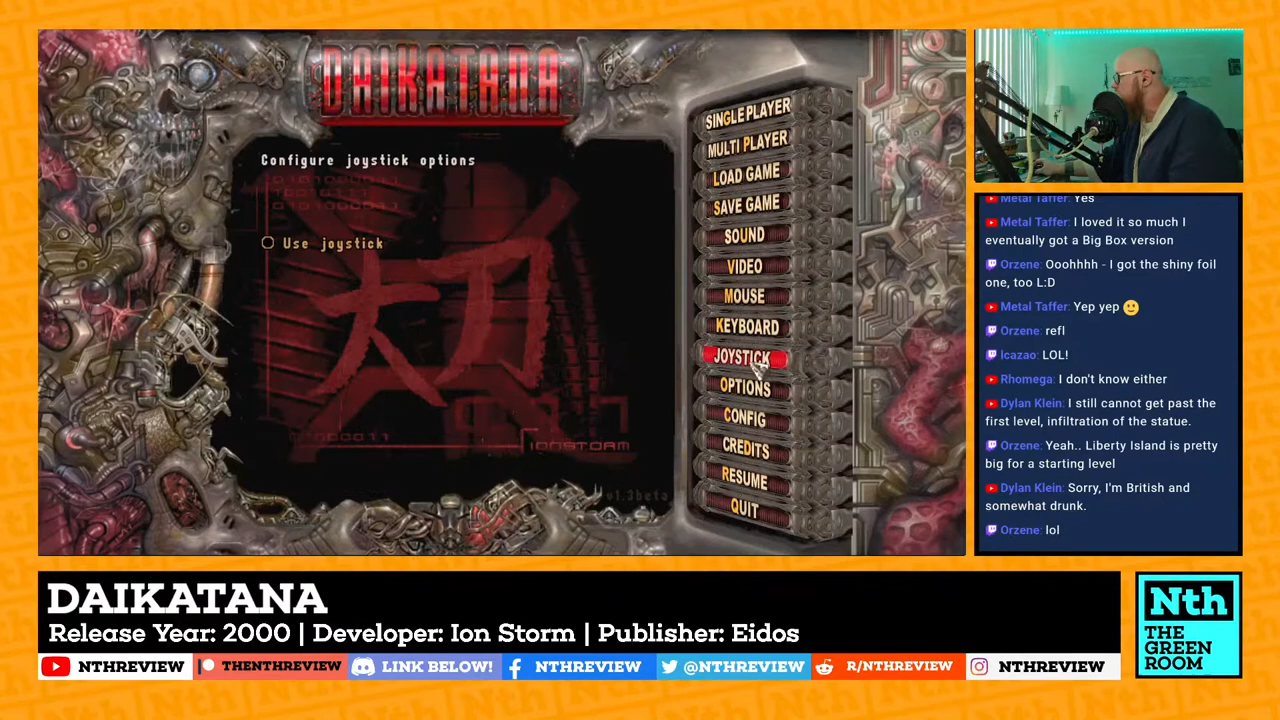 DAIKATANA
Configure joystick options
Use joystick
大刀
IONSTORM
v1.3beta
SINGLE PLAYER
MULTI PLAYER
LOAD GAME
SAVE GAME
SOUND
VIDEO
MOUSE
KEYBOARD
JOYSTICK
OPTIONS
CONFIG
CREDITS
RESUME
QUIT
Metal Taffer: Yes
Metal Taffer: I loved it so much I
eventually got a Big Box version
Orzene: Ooohhhh - I got the shiny foil
one, too L:D
Metal Taffer: Yep yep 🙂
Orzene: refl
Icazao: LOL!
Rhomega: I don't know either
Dylan Klein: I still cannot get past the
first level, infiltration of the statue.
Orzene: Yeah.. Liberty Island is pretty
big for a starting level
Dylan Klein: Sorry, I'm British and
somewhat drunk.
Orzene: lol
DAIKATANA
Release Year: 2000 | Developer: Ion Storm | Publisher: Eidos
NTHREVIEW
THENTHREVIEW
LINK BELOW!
NTHREVIEW
@NTHREVIEW
R/NTHREVIEW
NTHREVIEW
Nth
THE
GREEN
ROOM